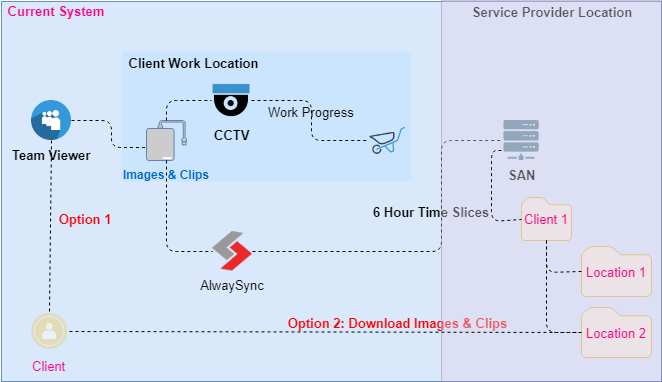 Current System
Service Provider Location
Client Work Location
CCTV
Work Progress
Team Viewer
Images & Clips
SAN
Option 1
6 Hour Time Slices
Client 1
AlwaySync
Location 1
Option 2: Download Images & Clips
Location 2
Client